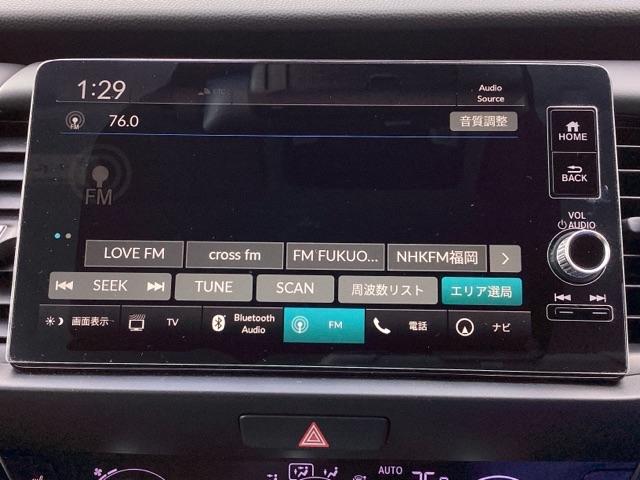 1:29 ETC Audio
Source
FM 76.0 音質調整
FM
HOME
BACK
VOL
AUDIO
LOVE FM cross fm FM FUKUO... NHKFM福岡
SEEK TUNE SCAN 周波数リスト エリア選局
画面表示 TV Bluetooth
Audio FM 電話 ナビ
AUTO